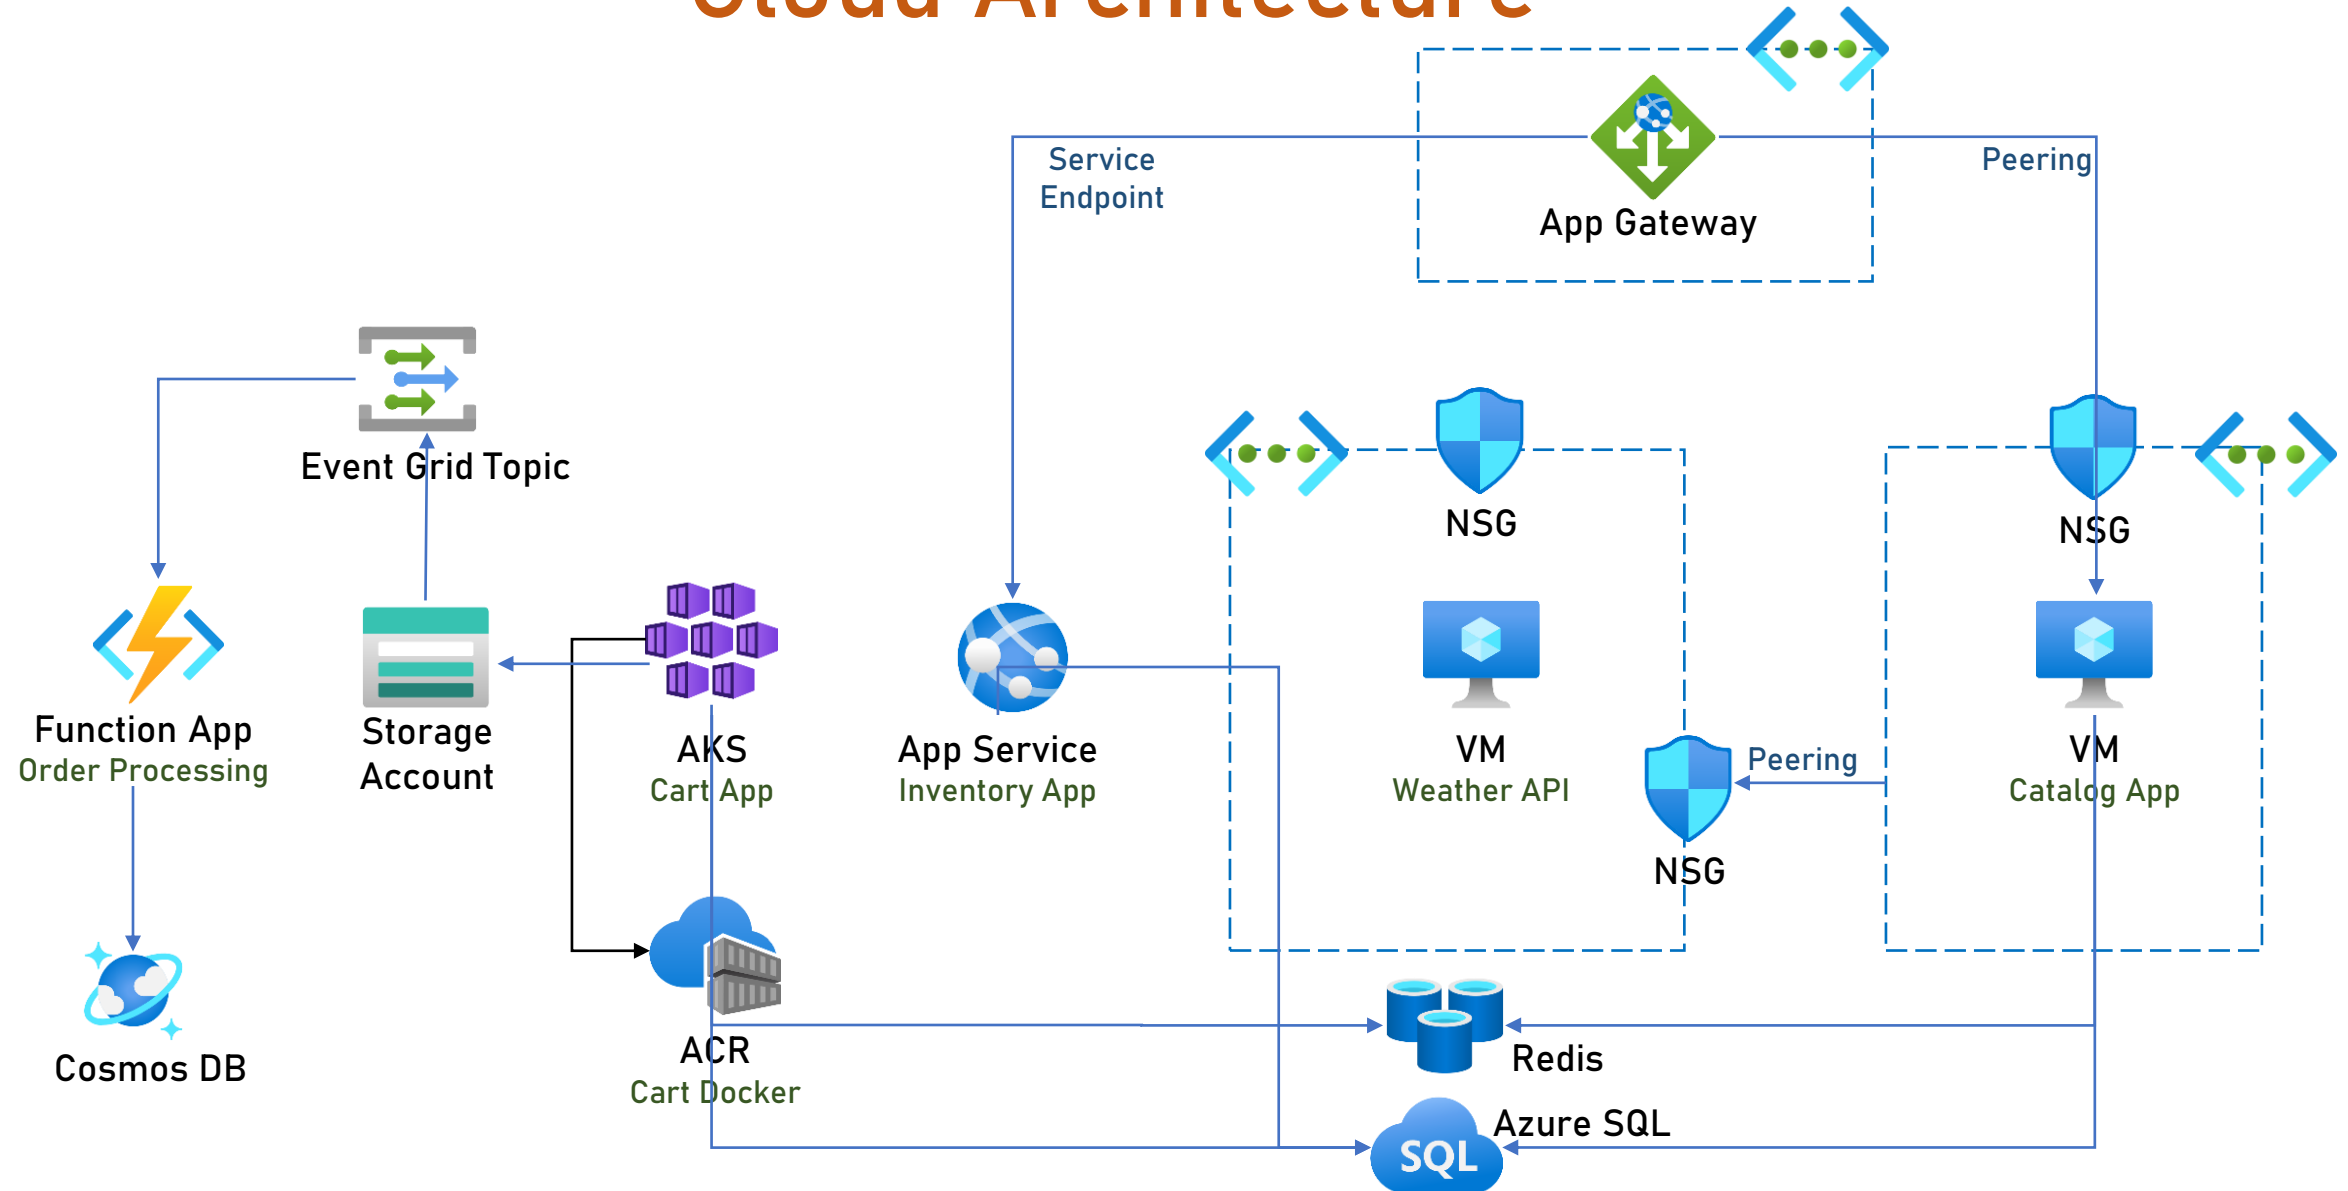 Cloud Architecture
Service
Endpoint
Peering
App Gateway
Event Grid Topic
NSG
NSG
Function App
Order Processing
Storage
Account
AKS
Cart App
App Service
Inventory App
VM
Weather API
Peering
VM
Catalog App
NSG
ACR
Cart Docker
Cosmos DB
Redis
Azure SQL
SQL